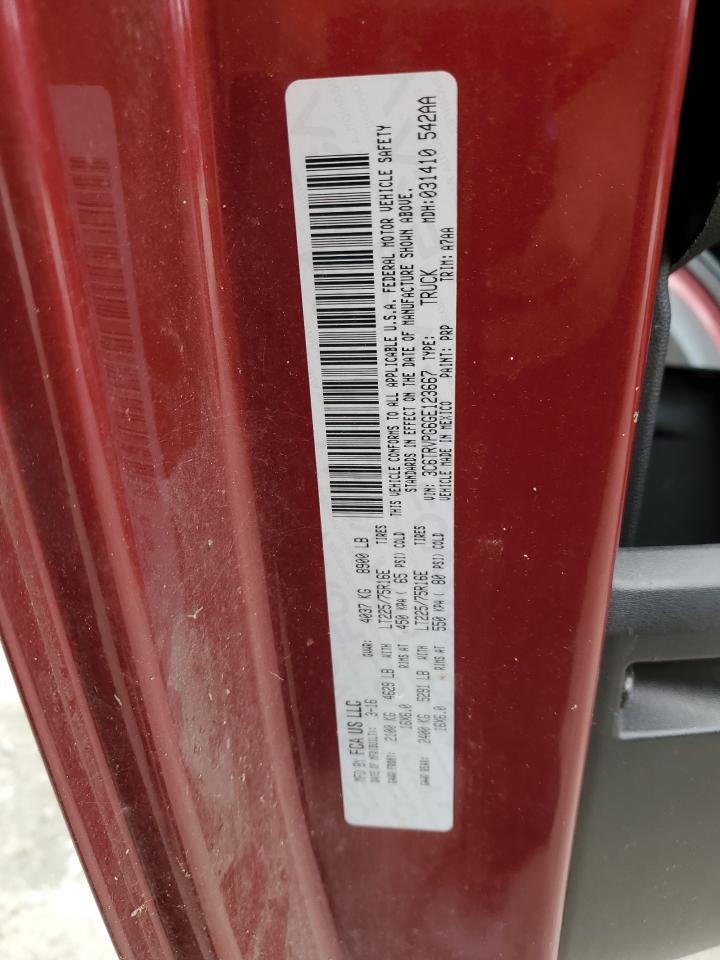 MFD BY: FCA US LLC
DATE OF MFR(BUILT): 3-16 GVWR: 4037 KG 8900 LB
GAWR FRONT: 2100 KG 4629 LB WITH LT225/75R16E TIRES
16X6.0 RIMS AT 450 KPA ( 65 PSI) COLD
GAWR REAR: 2400 KG 5291 LB WITH LT225/75R16E TIRES
16X6.0 RIMS AT 550 KPA ( 80 PSI) COLD
THIS VEHICLE CONFORMS TO ALL APPLICABLE U.S.A. FEDERAL MOTOR VEHICLE SAFETY
STANDARDS IN EFFECT ON THE DATE OF MANUFACTURE SHOWN ABOVE.
VIN: 3C6TRVPG6GE123667 TYPE: TRUCK MDH: 031410 542AA
VEHICLE MADE IN MEXICO PAINT: PRP TRIM: A7AA